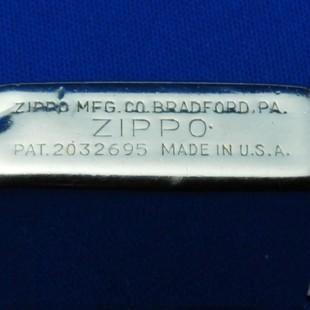 ZIPPO MFG. CO. BRADFORD, PA.
ZIPPO
PAT. 2032695 MADE IN U.S.A.